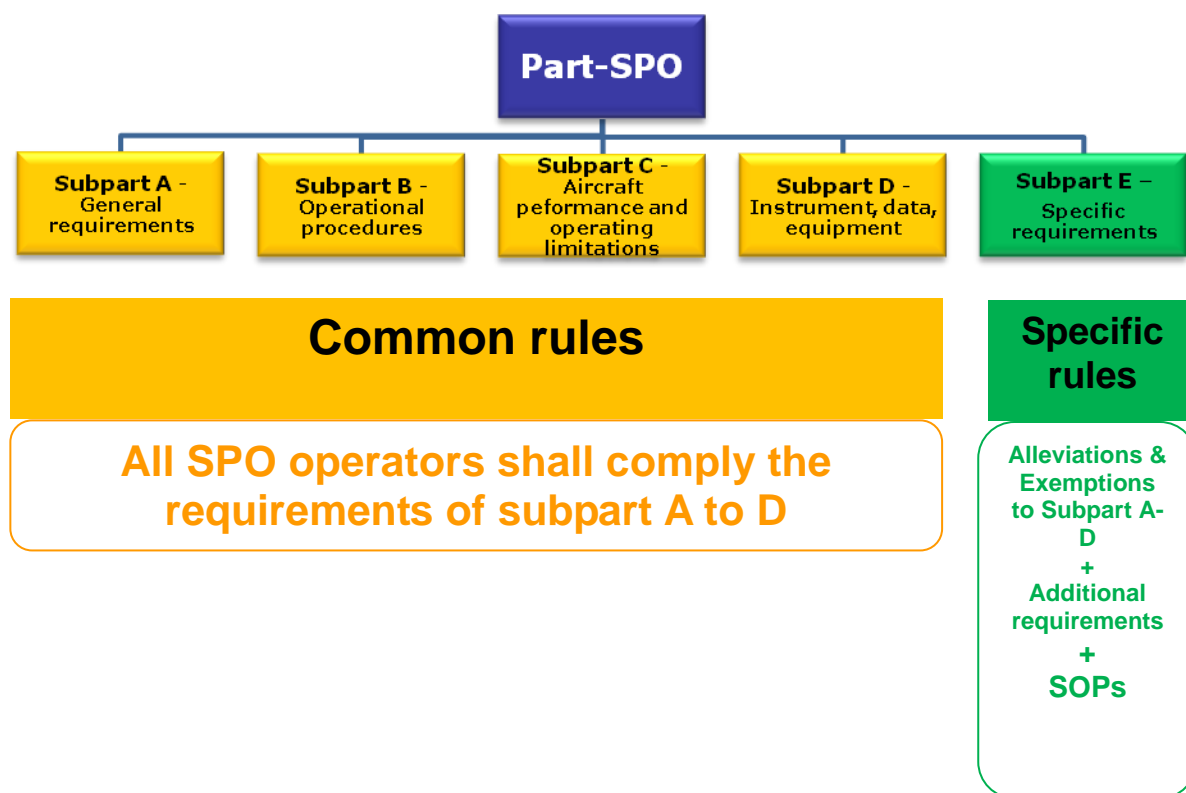 Part-SPO
Subpart A -
General
requirements
Subpart B -
Operational
procedures
Subpart C -
Aircraft
peformance and
operating
limitations
Subpart D -
Instrument, data,
equipment
Subpart E –
Specific
requirements
Common rules
All SPO operators shall comply the
requirements of subpart A to D
Specific
rules
Alleviations &
Exemptions
to Subpart A-
D
+
Additional
requirements
+
SOPs